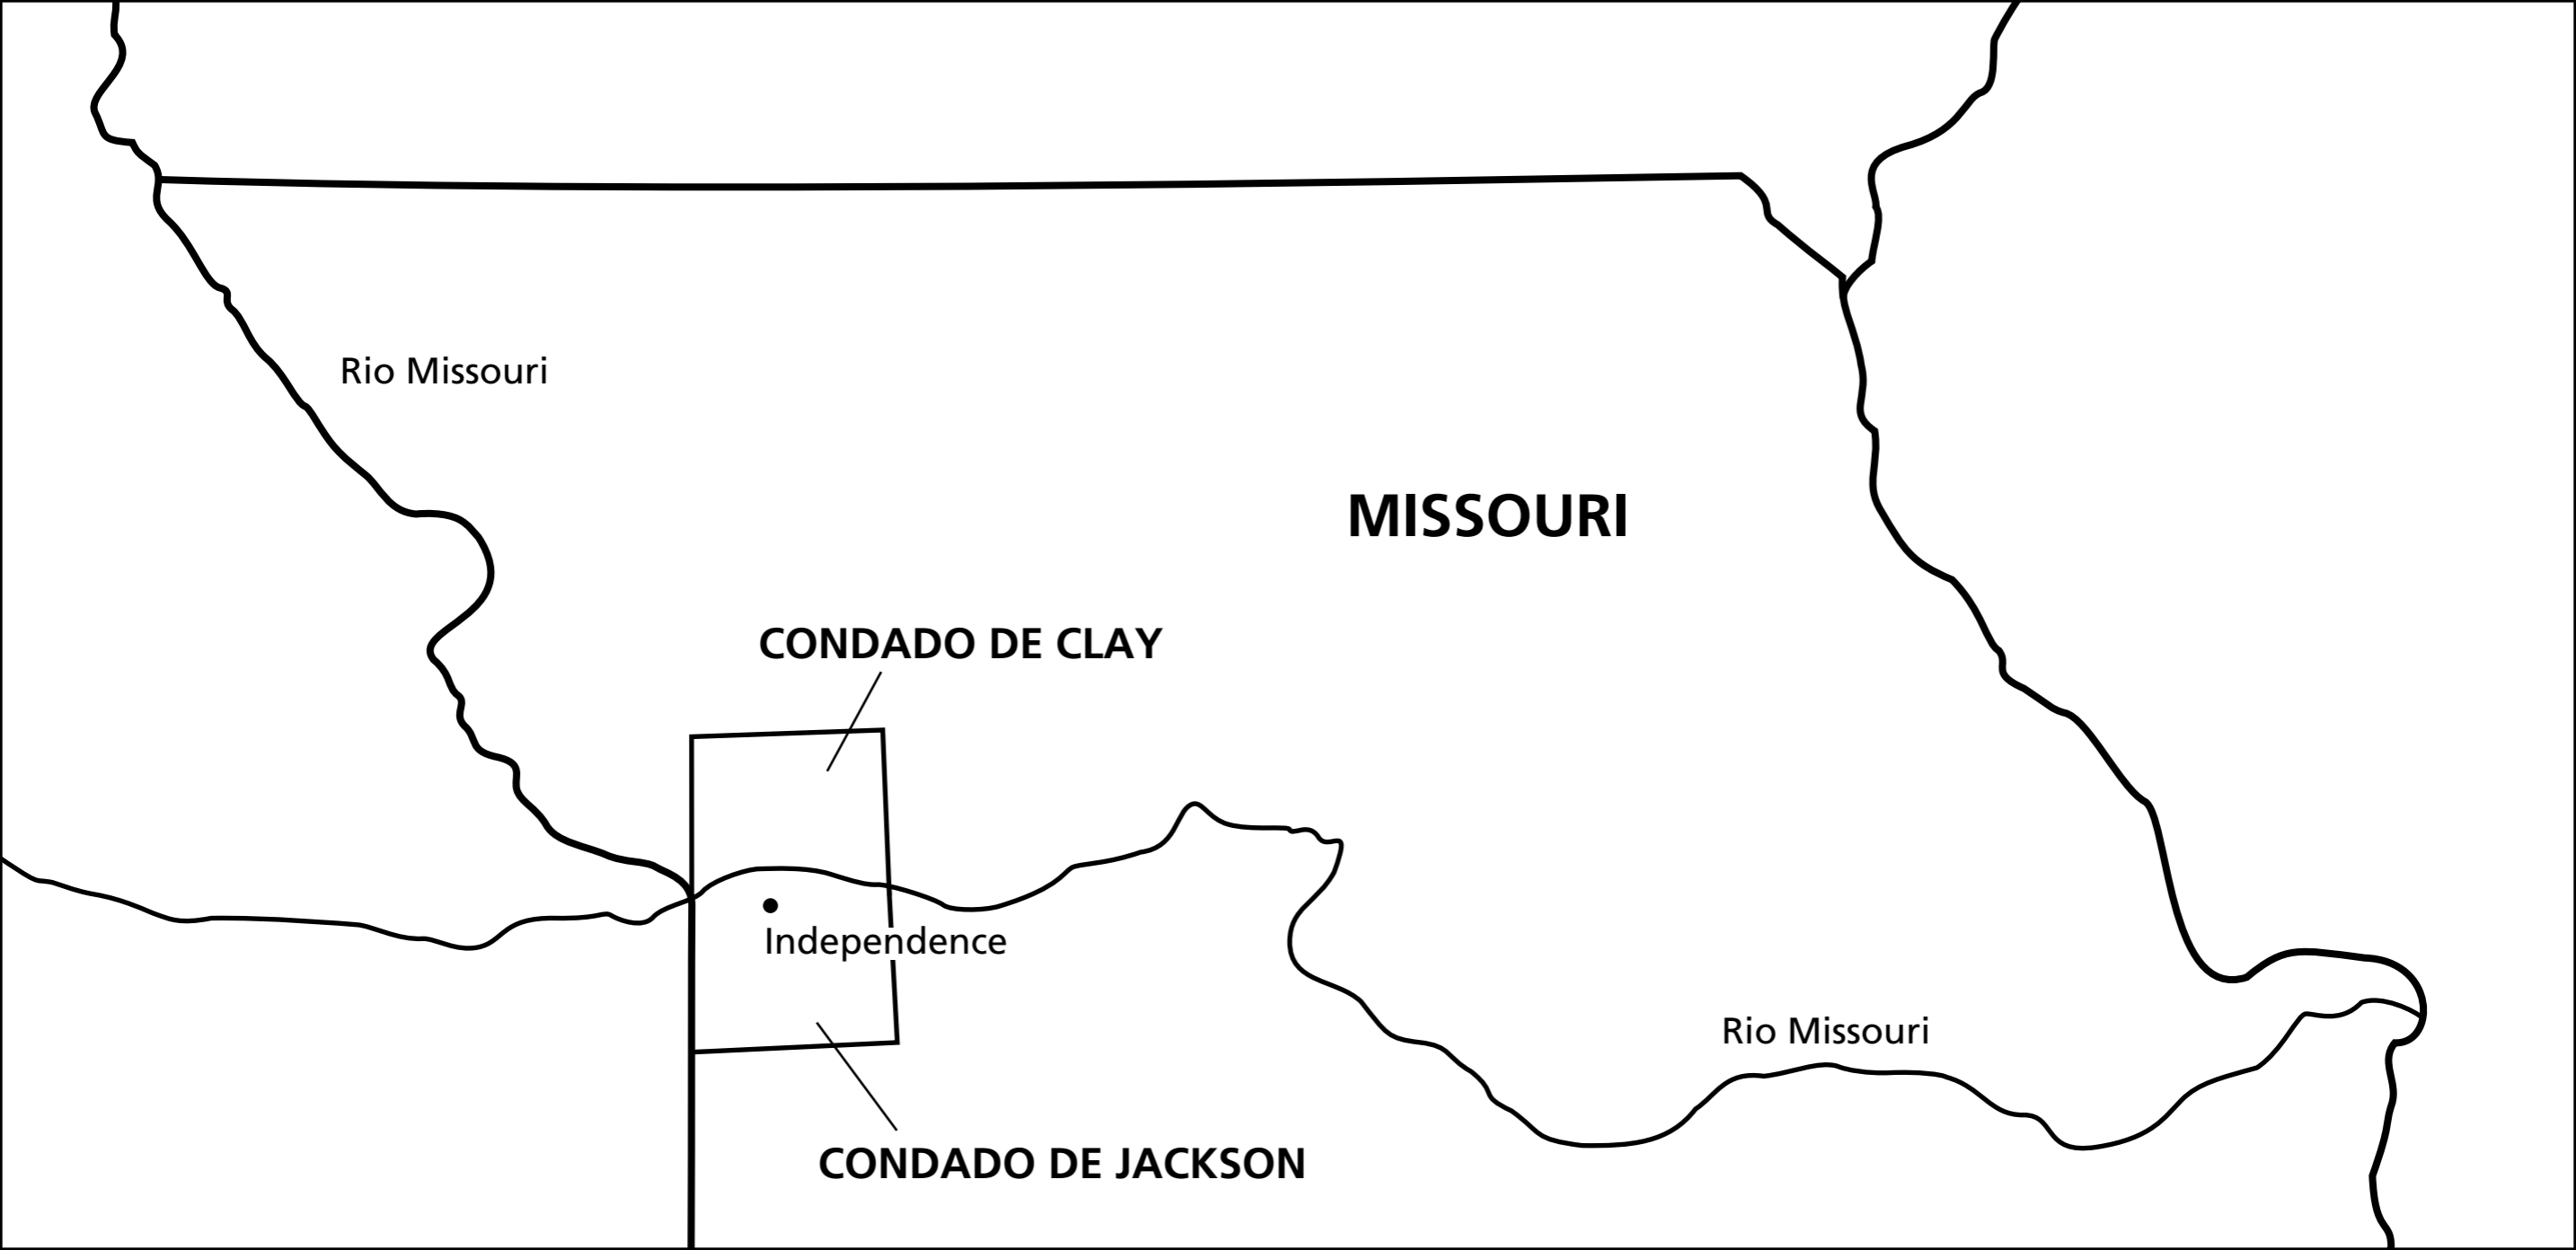 Rio Missouri
MISSOURI
CONDADO DE CLAY
Independence
Rio Missouri
CONDADO DE JACKSON